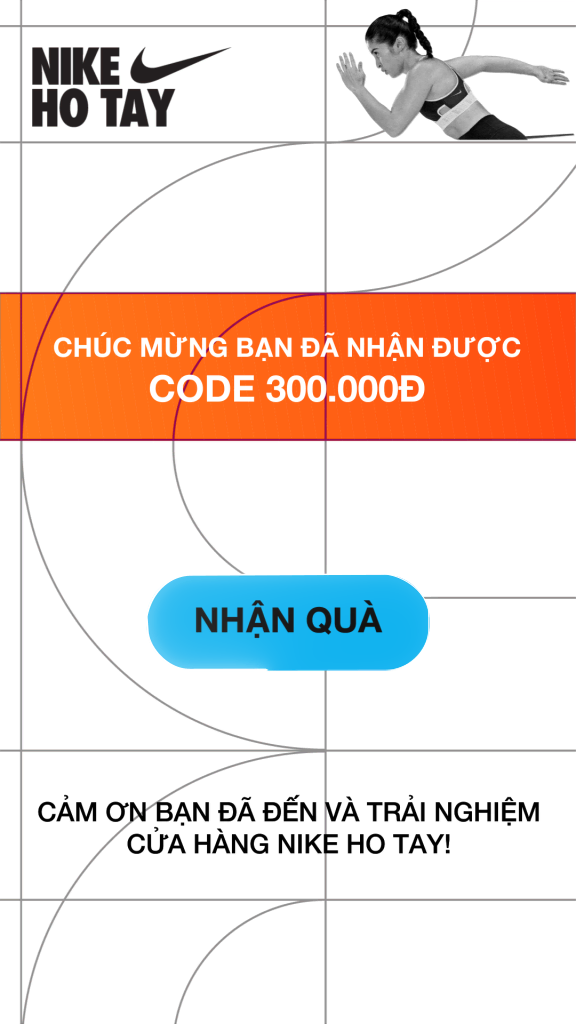 NIKE
HO TAY
CHÚC MỪNG BẠN ĐÃ NHẬN ĐƯỢC
CODE 300.000Đ
NHẬN QUÀ
CẢM ƠN BẠN ĐÃ ĐẾN VÀ TRẢI NGHIỆM
CỬA HÀNG NIKE HO TAY!